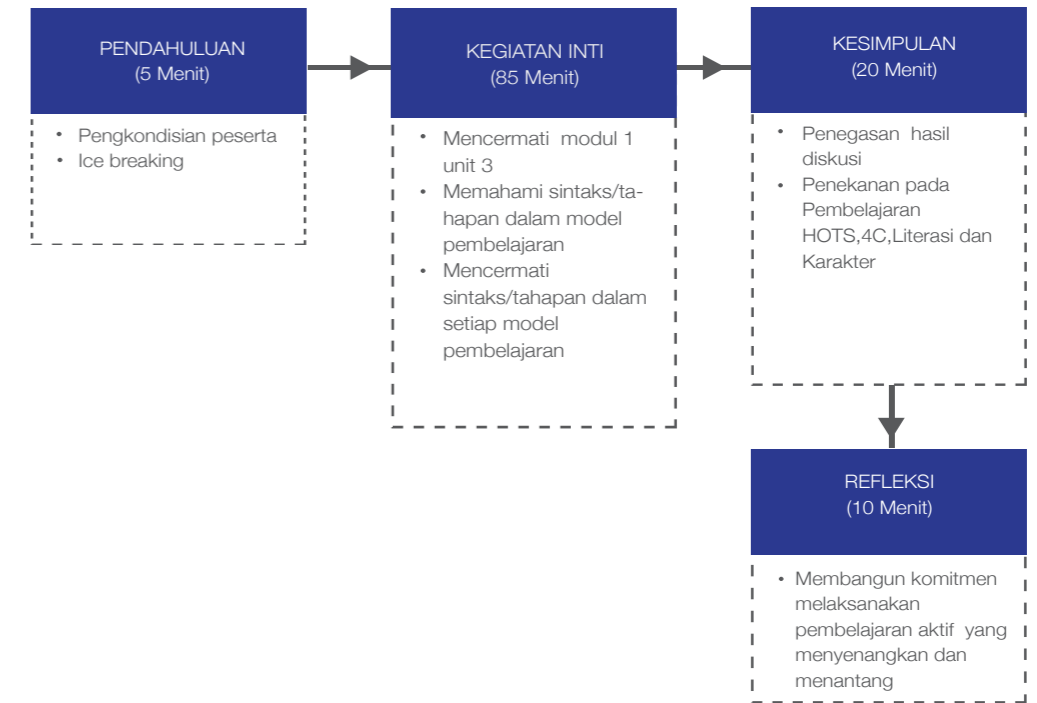 PENDAHULUAN
(5 Menit)
• Pengkondisian peserta
• Ice breaking
KEGIATAN INTI
(85 Menit)
• Mencermati modul 1
unit 3
• Memahami sintaks/ta-
hapan dalam model
pembelajaran
• Mencermati
sintaks/tahapan dalam
setiap model
pembelajaran
KESIMPULAN
(20 Menit)
• Penegasan hasil
diskusi
• Penekanan pada
Pembelajaran
HOTS,4C,Literasi dan
Karakter
REFLEKSI
(10 Menit)
• Membangun komitmen
melaksanakan
pembelajaran aktif yang
menyenangkan dan
menantang